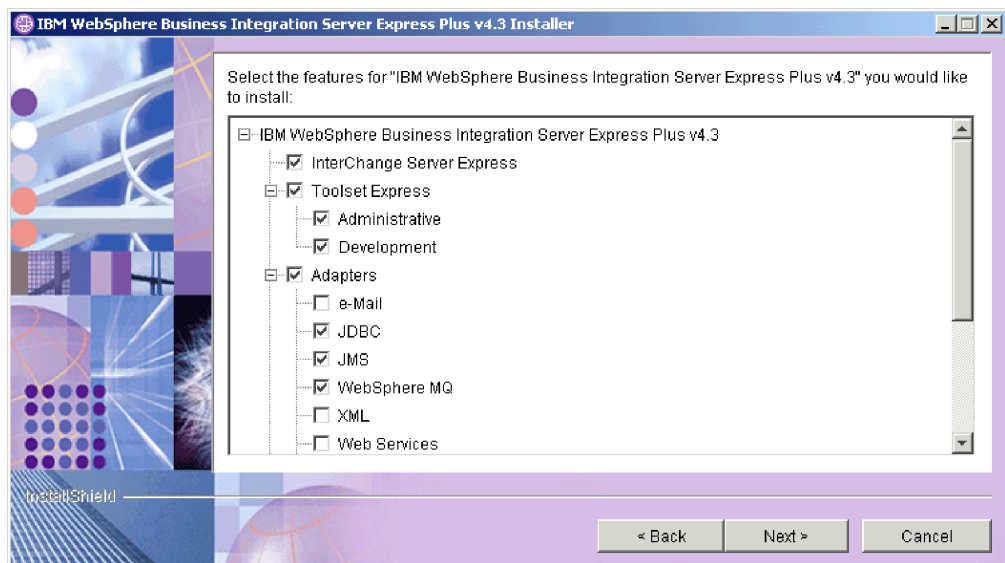 IBM WebSphere Business Integration Server Express Plus v4.3 Installer
Select the features for "IBM WebSphere Business Integration Server Express Plus v4.3" you would like
to install:
IBM WebSphere Business Integration Server Express Plus v4.3
InterChange Server Express
Toolset Express
Administrative
Development
Adapters
e-Mail
JDBC
JMS
WebSphere MQ
XML
Web Services
InstallShield
< Back
Next >
Cancel